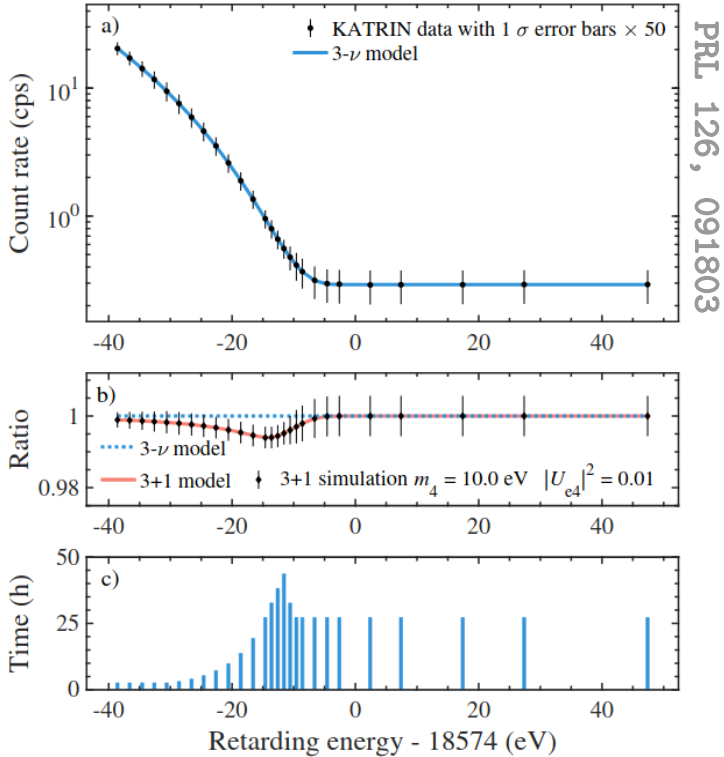 a)
KATRIN data with 1 σ error bars × 50
3-ν model
Count rate (cps)
10¹
10⁰
-40 -20 0 20 40
PRL 126, 091803
b)
Ratio
1
0.98
3-ν model
3+1 model
3+1 simulation m₄ = 10.0 eV |Uₑ₄|² = 0.01
-40 -20 0 20 40
c)
Time (h)
50
25
0
-40 -20 0 20 40
Retarding energy - 18574 (eV)